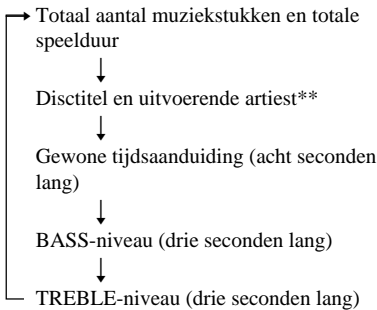 Totaal aantal muziekstukken en totale
speelduur
Disctitel en uitvoerende artiest**
Gewone tijdsaanduiding (acht seconden
lang)
BASS-niveau (drie seconden lang)
TREBLE-niveau (drie seconden lang)